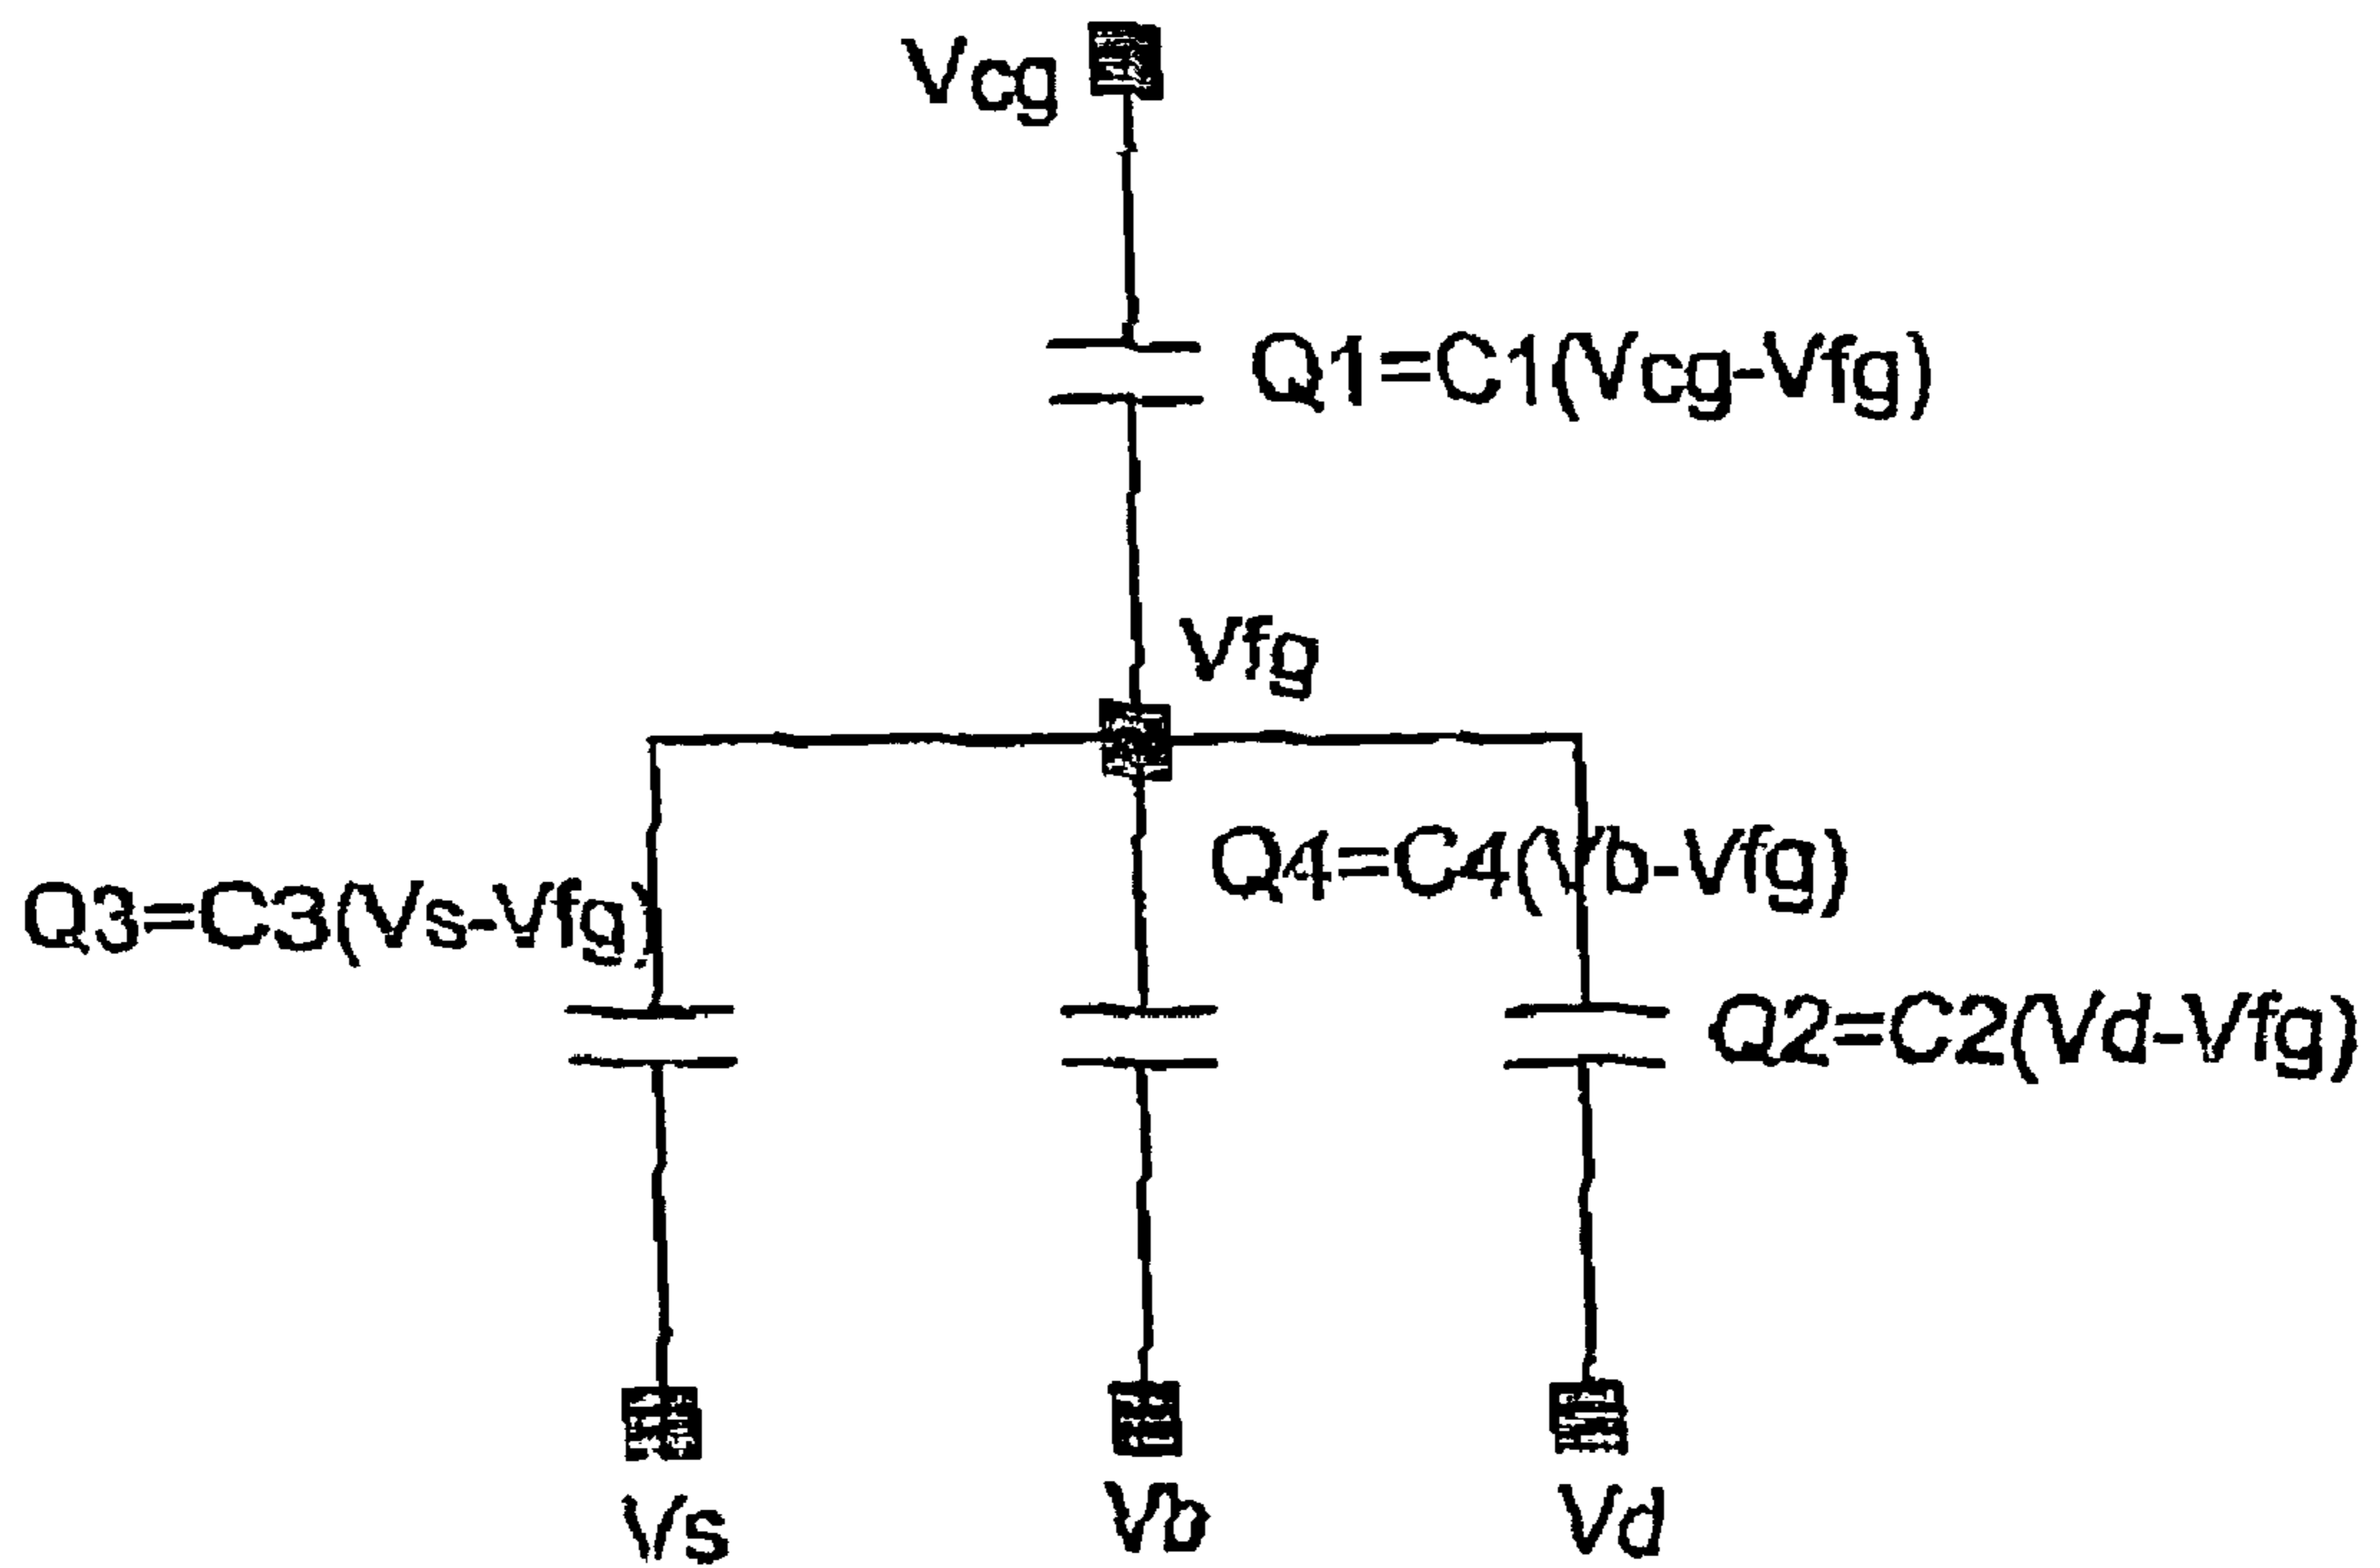 Vcg
Q1=C1(Vcg-Vfg)
Vfg
Q4=C4(Vb-Vfg)
Q3=C3(Vs-Vfg)
Q2=C2(Vd-Vfg)
Vs
Vb
Vd